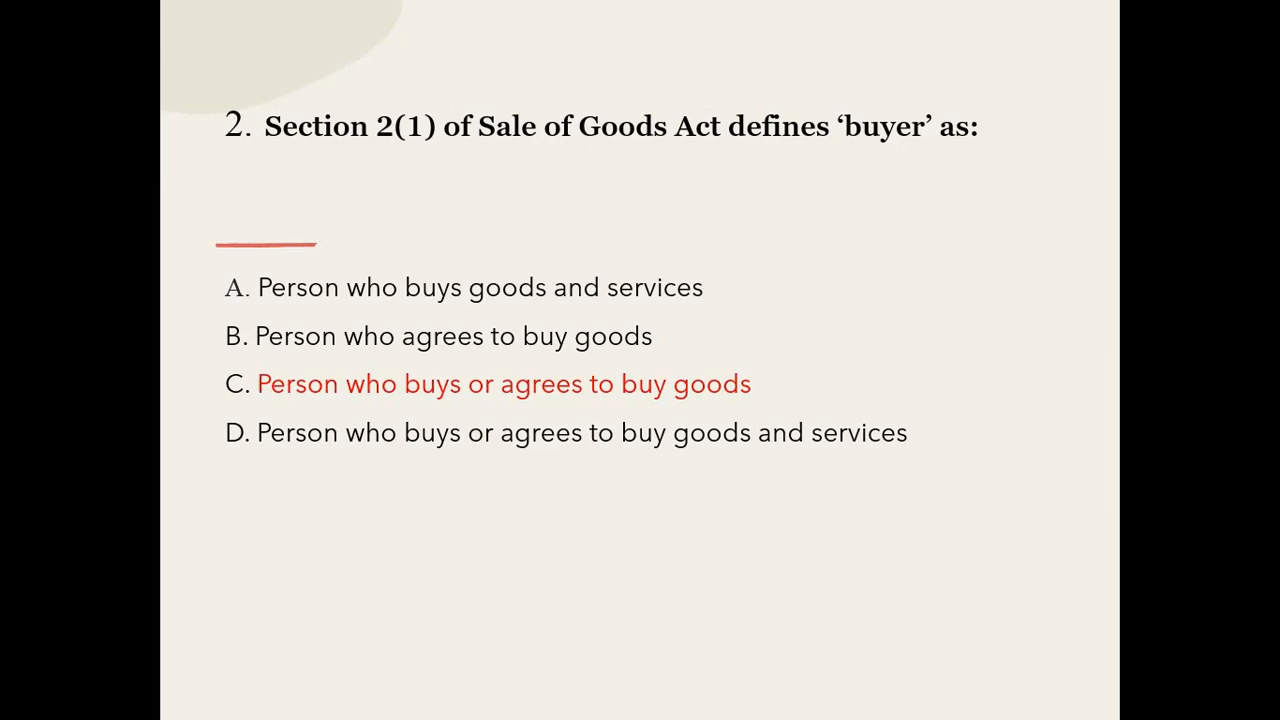 2. Section 2(1) of Sale of Goods Act defines ‘buyer’ as:
A. Person who buys goods and services
B. Person who agrees to buy goods
C. Person who buys or agrees to buy goods
D. Person who buys or agrees to buy goods and services